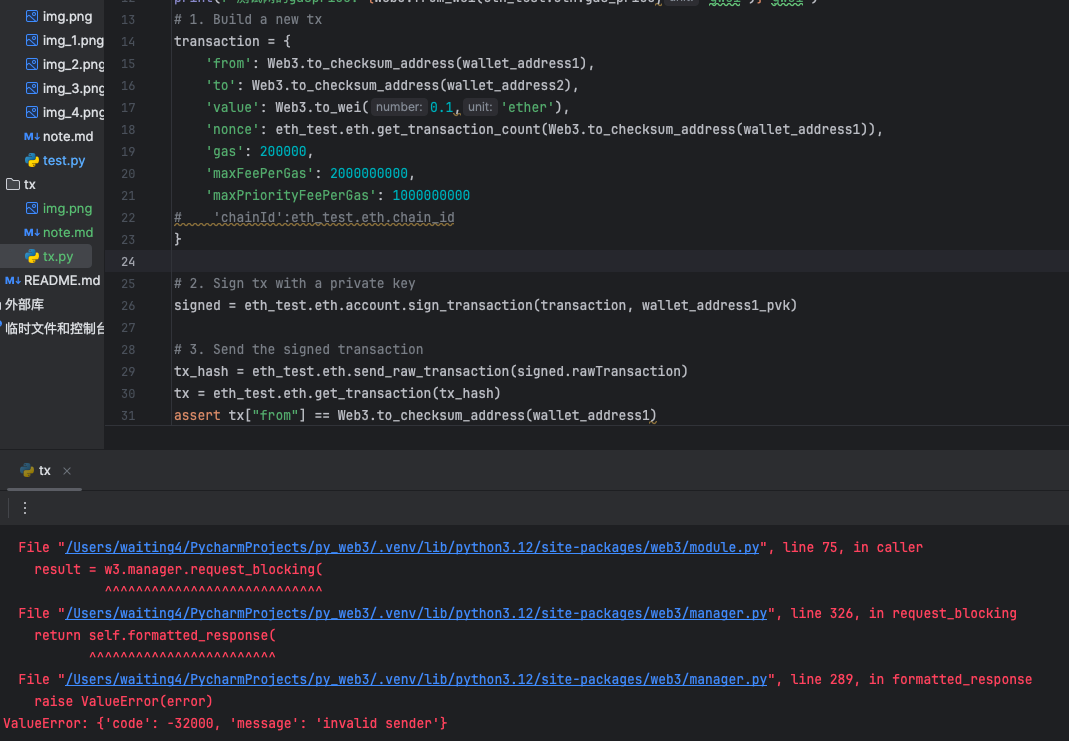 img.png
img_1.png
img_2.png
img_3.png
img_4.png
M↓ note.md
test.py
tx
img.png
M↓ note.md
tx.py
M↓ README.md
外部库
临时文件和控制台
13 # 1. Build a new tx
14 transaction = {
15 'from': Web3.to_checksum_address(wallet_address1),
16 'to': Web3.to_checksum_address(wallet_address2),
17 'value': Web3.to_wei( number: 0.1, unit: 'ether'),
18 'nonce': eth_test.eth.get_transaction_count(Web3.to_checksum_address(wallet_address1)),
19 'gas': 200000,
20 'maxFeePerGas': 2000000000,
21 'maxPriorityFeePerGas': 1000000000
22 # 'chainId':eth_test.eth.chain_id
23 }
24
25 # 2. Sign tx with a private key
26 signed = eth_test.eth.account.sign_transaction(transaction, wallet_address1_pvk)
27
28 # 3. Send the signed transaction
29 tx_hash = eth_test.eth.send_raw_transaction(signed.rawTransaction)
30 tx = eth_test.eth.get_transaction(tx_hash)
31 assert tx["from"] == Web3.to_checksum_address(wallet_address1)
tx ×
File "/Users/waiting4/PycharmProjects/py_web3/.venv/lib/python3.12/site-packages/web3/module.py", line 75, in caller
result = w3.manager.request_blocking(
^^^^^^^^^^^^^^^^^^^^^^^^^^^^
File "/Users/waiting4/PycharmProjects/py_web3/.venv/lib/python3.12/site-packages/web3/manager.py", line 326, in request_blocking
return self.formatted_response(
^^^^^^^^^^^^^^^^^^^^^^^^
File "/Users/waiting4/PycharmProjects/py_web3/.venv/lib/python3.12/site-packages/web3/manager.py", line 289, in formatted_response
raise ValueError(error)
ValueError: {'code': -32000, 'message': 'invalid sender'}